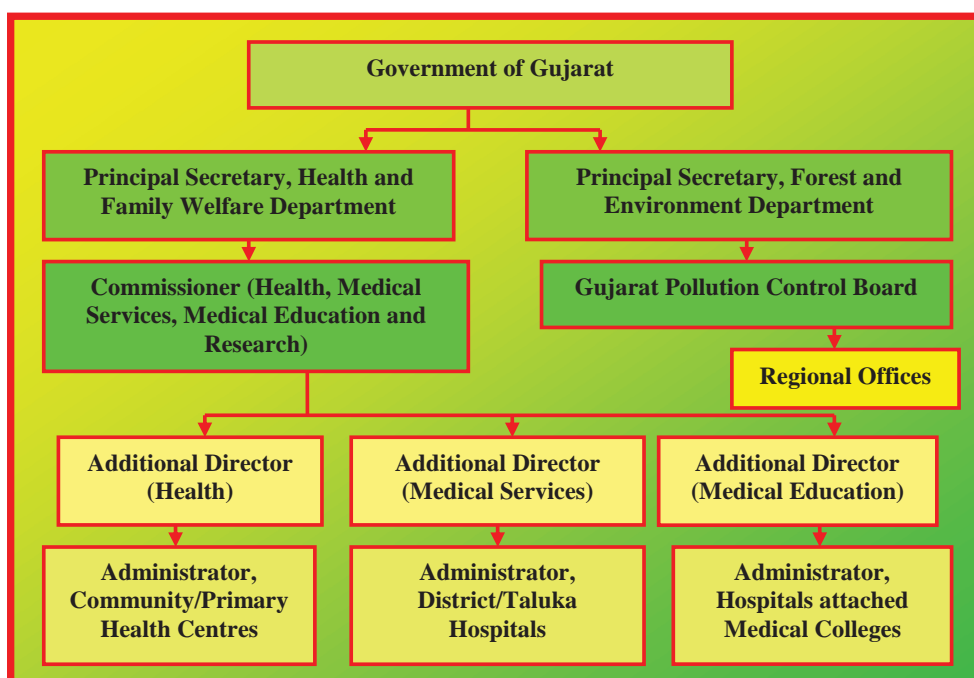 Government of Gujarat
Principal Secretary, Health and
Family Welfare Department
Principal Secretary, Forest and
Environment Department
Commissioner (Health, Medical
Services, Medical Education and
Research)
Gujarat Pollution Control Board
Regional Offices
Additional Director
(Health)
Additional Director
(Medical Services)
Additional Director
(Medical Education)
Administrator,
Community/Primary
Health Centres
Administrator,
District/Taluka
Hospitals
Administrator,
Hospitals attached
Medical Colleges